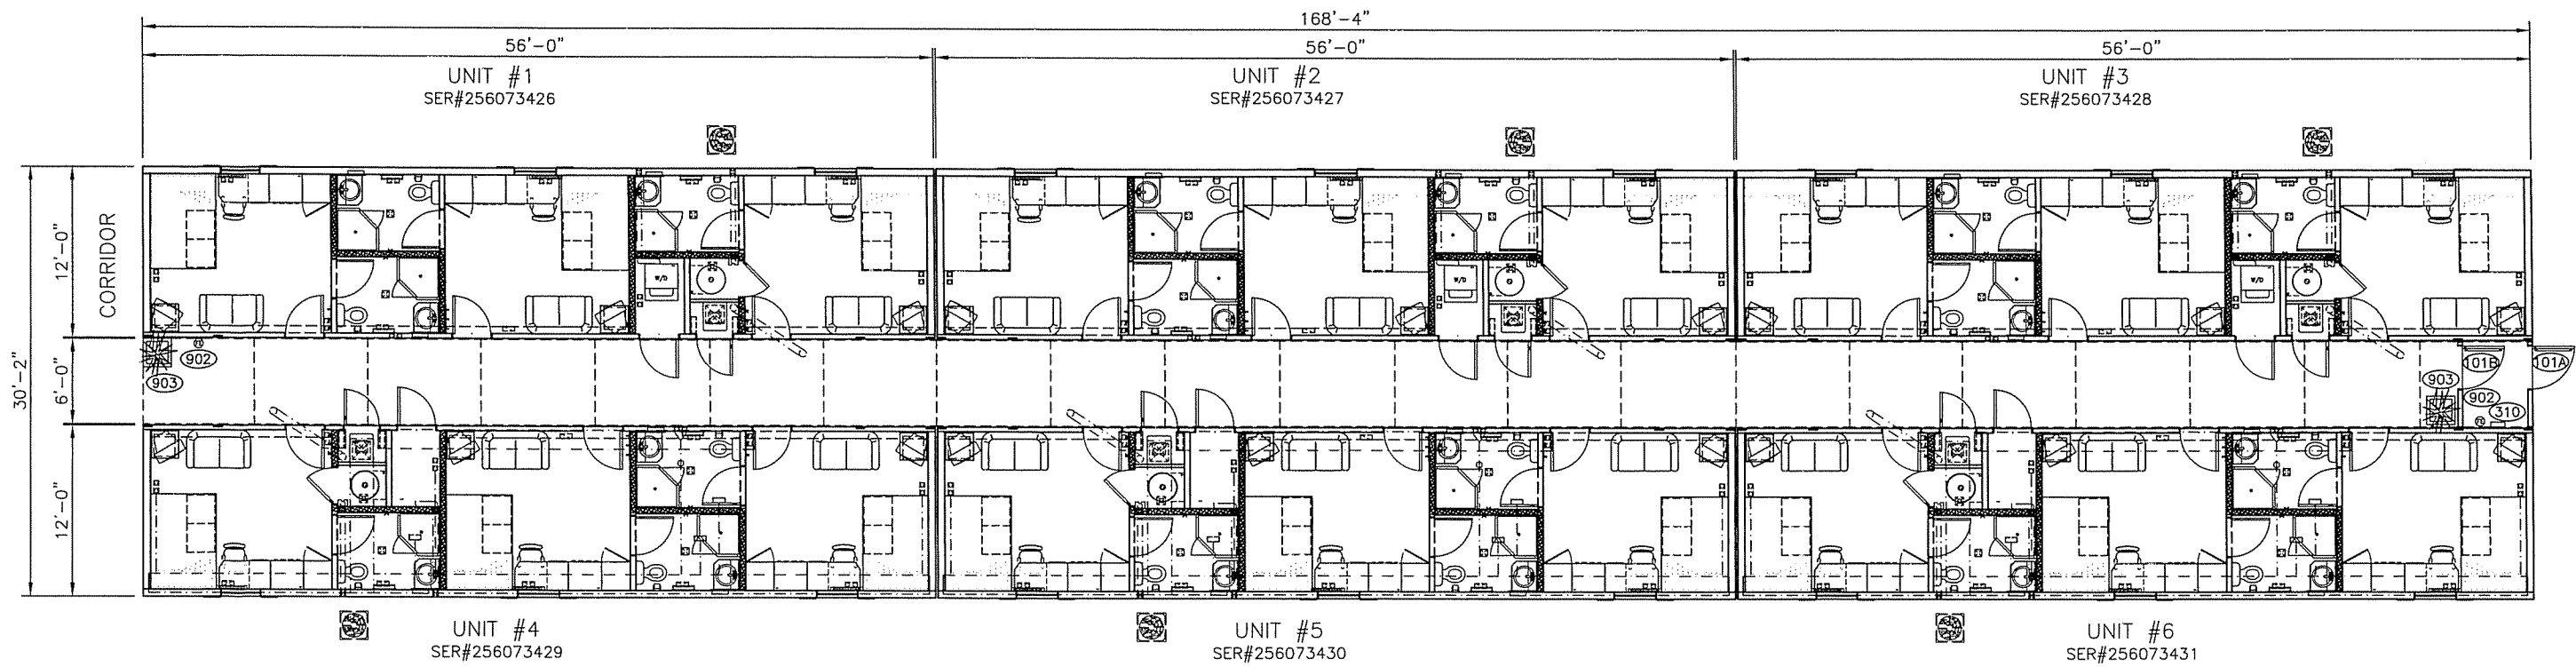 168'-4"
56'-0" 56'-0" 56'-0"
UNIT #1 UNIT #2 UNIT #3
SER#256073426 SER#256073427 SER#256073428
12'-0"
CORRIDOR
W/D W/D W/D
30'-2"
6'-0"
902
903
101B 101A
903
902
310
12'-0"
UNIT #4 UNIT #5 UNIT #6
SER#256073429 SER#256073430 SER#256073431